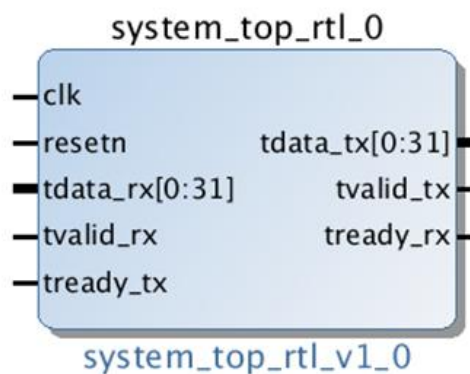 system_top_rtl_0
clk
resetn tdata_tx[0:31]
tdata_rx[0:31] tvalid_tx
tvalid_rx tready_rx
tready_tx
system_top_rtl_v1_0